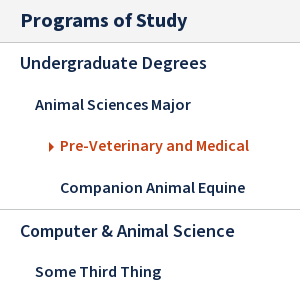 Programs of Study
Undergraduate Degrees
Animal Sciences Major
Pre-Veterinary and Medical
Companion Animal Equine
Computer & Animal Science
Some Third Thing